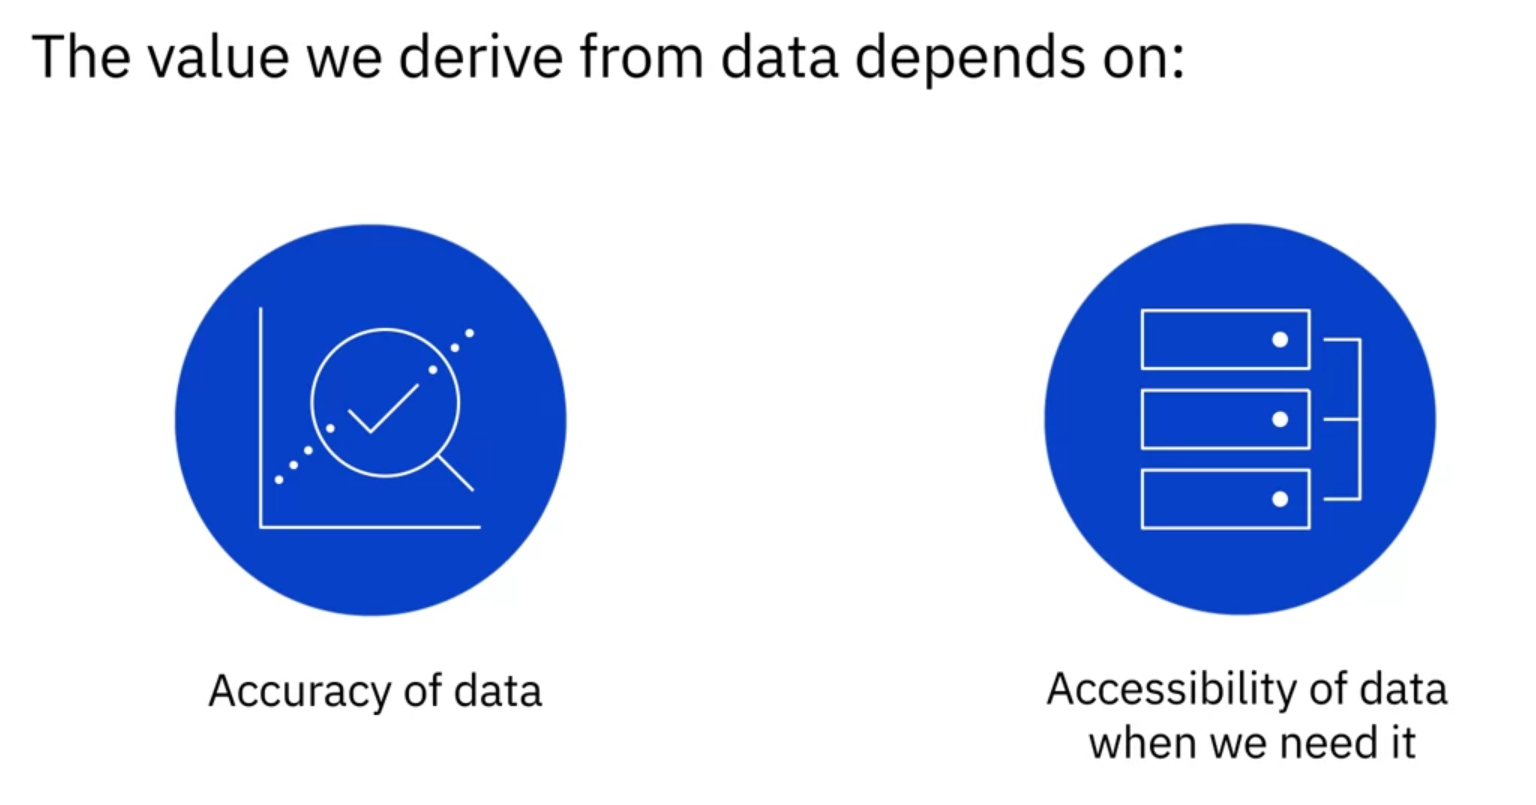 The value we derive from data depends on:
Accuracy of data
Accessibility of data
when we need it